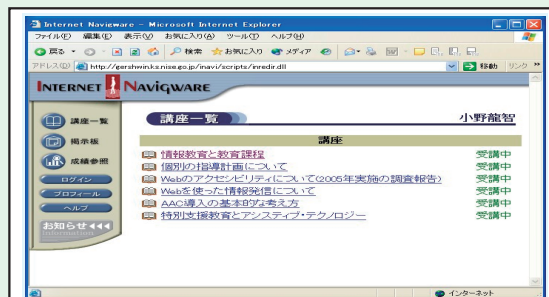 Internet Navigware - Microsoft Internet Explorer
ファイル(F) 編集(E) 表示(V) お気に入り(A) ツール(T) ヘルプ(H)
戻る 検索 お気に入り メディア
アドレス(D) http://gershwin.ks.nise.go.jp/inavi/scripts/inredir.dll 移動 リンク »
INTERNET NAVIGWARE
講座一覧
掲示板
成績参照
ログイン
プロフィール
ヘルプ
お知らせ
Information
講座一覧 小野龍智
講座
情報教育と教育課程 受講中
個別の指導計画について 受講中
Webのアクセシビリティについて(2005年実施の調査報告) 受講中
Webを使った情報発信について 受講中
AAC導入の基本的な考え方 受講中
特別支援教育とアシスティブ・テクノロジー 受講中
インターネット